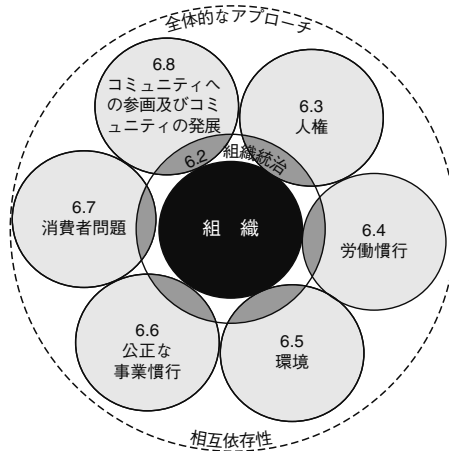 全体的なアプローチ
6.8
コミュニティへ
の参画及びコミ
ュニティの発展
6.3
人権
6.2 組織統治
6.7
消費者問題
組 織
6.4
労働慣行
6.6
公正な
事業慣行
6.5
環境
相互依存性